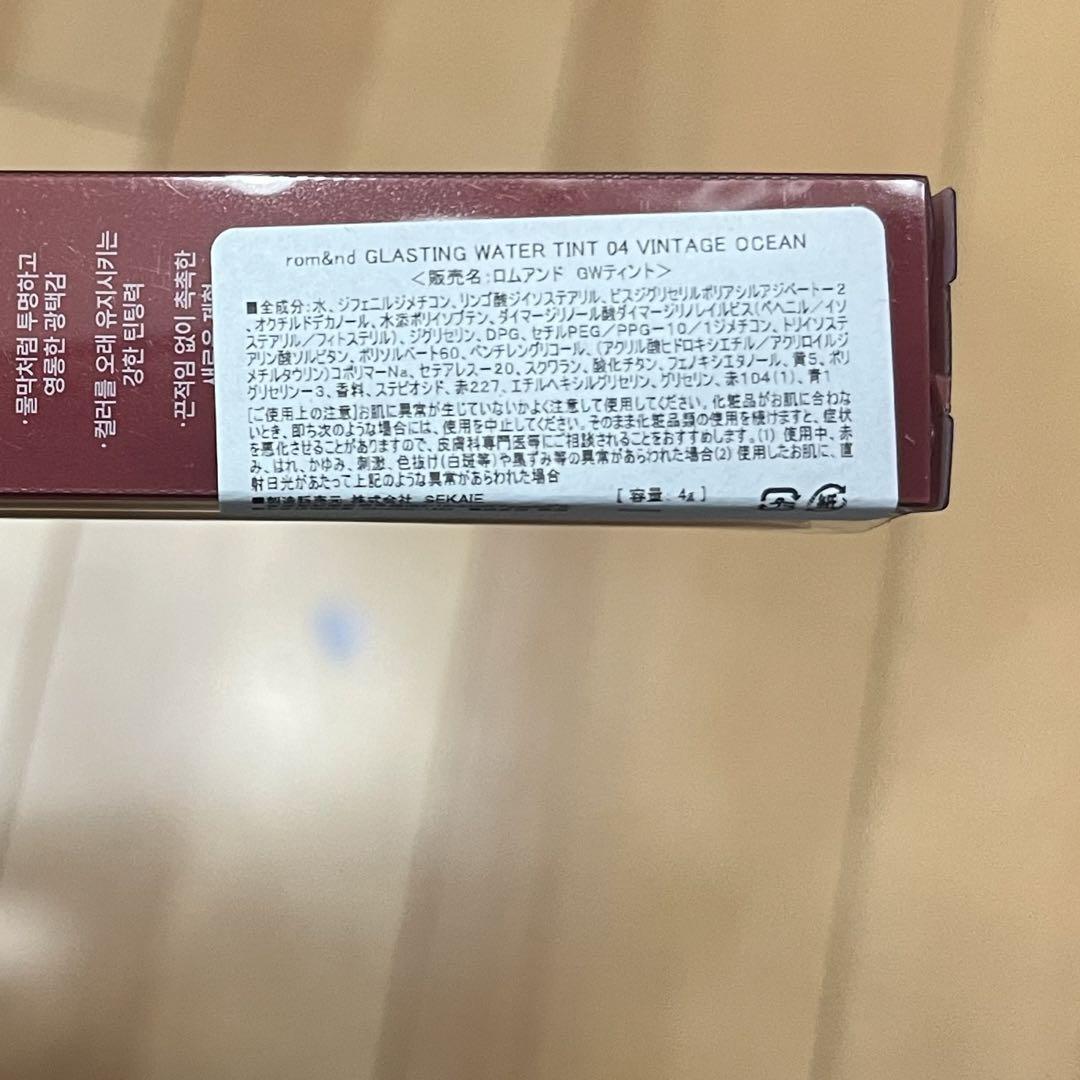 ·물막처럼 투명하고
영롱한 광택감
·컬러를 오래 유지시키는
강한 틴팅력
·끈적임 없이 촉촉한
rom&nd GLASTING WATER TINT 04 VINTAGE OCEAN
＜販売名:ロムアンド GWティント＞
■全成分:水、ジフェニルジメチコン、リンゴ酸ジイソステアリル、ビスジグリセリルポリアシルアジペート-2
、オクチルドデカノール、水添ポリイソブテン、ダイマージリノール酸ダイマージリノレイルビス(ベヘニル/イソ
ステアリル/フィトステリル)、ジグリセリン、DPG、セチルPEG/PPG-10/1ジメチコン、トリイソステ
アリン酸ソルビタン、ポリソルベート60、ペンチレングリコール、(アクリル酸ヒドロキシエチル/アクリロイルジ
メチルタウリン)コポリマーNa、セテアレス-20、スクワラン、酸化チタン、フェノキシエタノール、黄5、ポリ
グリセリン-3、香料、ステビオシド、赤227、エチルヘキシルグリセリン、グリセリン、赤104(1)、青1
[ご使用上の注意]お肌に異常が生じていないかよく注意して使用してください。化粧品がお肌に合わな
いとき、即ち次のような場合には、使用を中止してください。そのまま化粧品類の使用を続けますと、症状
を悪化させることがありますので、皮膚科専門医等にご相談されることをおすすめします。(1) 使用中、赤
み、はれ、かゆみ、刺激、色抜け(白斑等)や黒ずみ等の異常があらわれた場合(2) 使用したお肌に、直
射日光があたって上記のような異常があらわれた場合
■製造販売元 株式会社 SEKAIE [容量: 4g] 紙